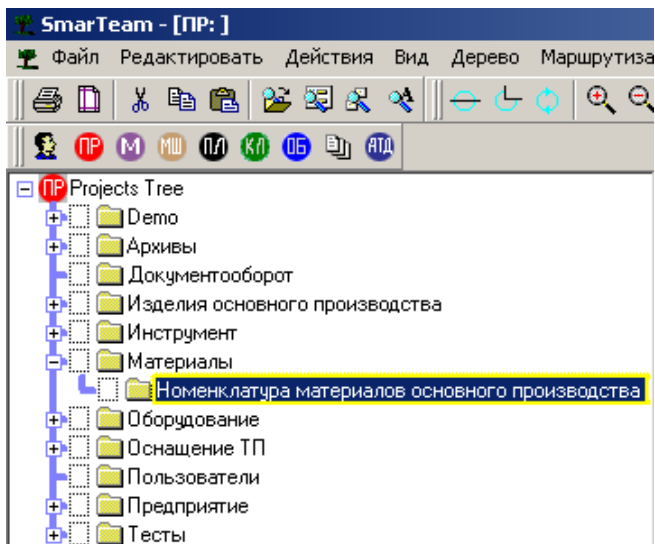 SmarTeam - [ПР: ]
Файл Редактировать Действия Вид Дерево Маршрутиза
ПР М МШ ПЛ КЛ ОБ АТД
ПР Projects Tree
Demo
Архивы
Документооборот
Изделия основного производства
Инструмент
Материалы
Номенклатура материалов основного производства
Оборудование
Оснащение ТП
Пользователи
Предприятие
Тесты